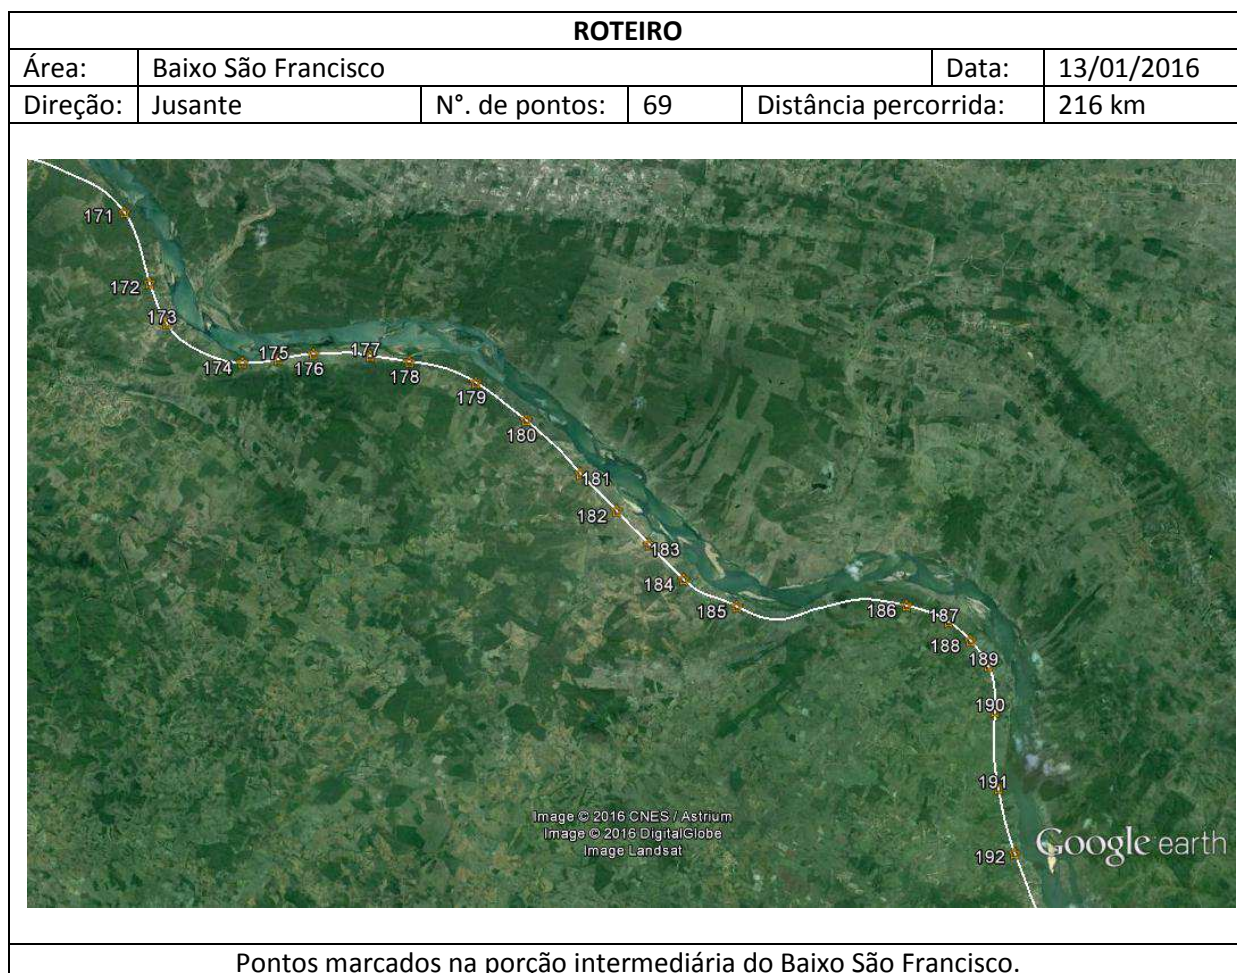 ROTEIRO
Área: Baixo São Francisco Data: 13/01/2016
Direção: Jusante N°. de pontos: 69 Distância percorrida: 216 km
171
172
173
174
175
176
177
178
179
180
181
182
183
184
185
186
187
188
189
190
191
192
Image © 2016 CNES / Astrium
Image © 2016 DigitalGlobe
Image Landsat
Google earth
Pontos marcados na porção intermediária do Baixo São Francisco.